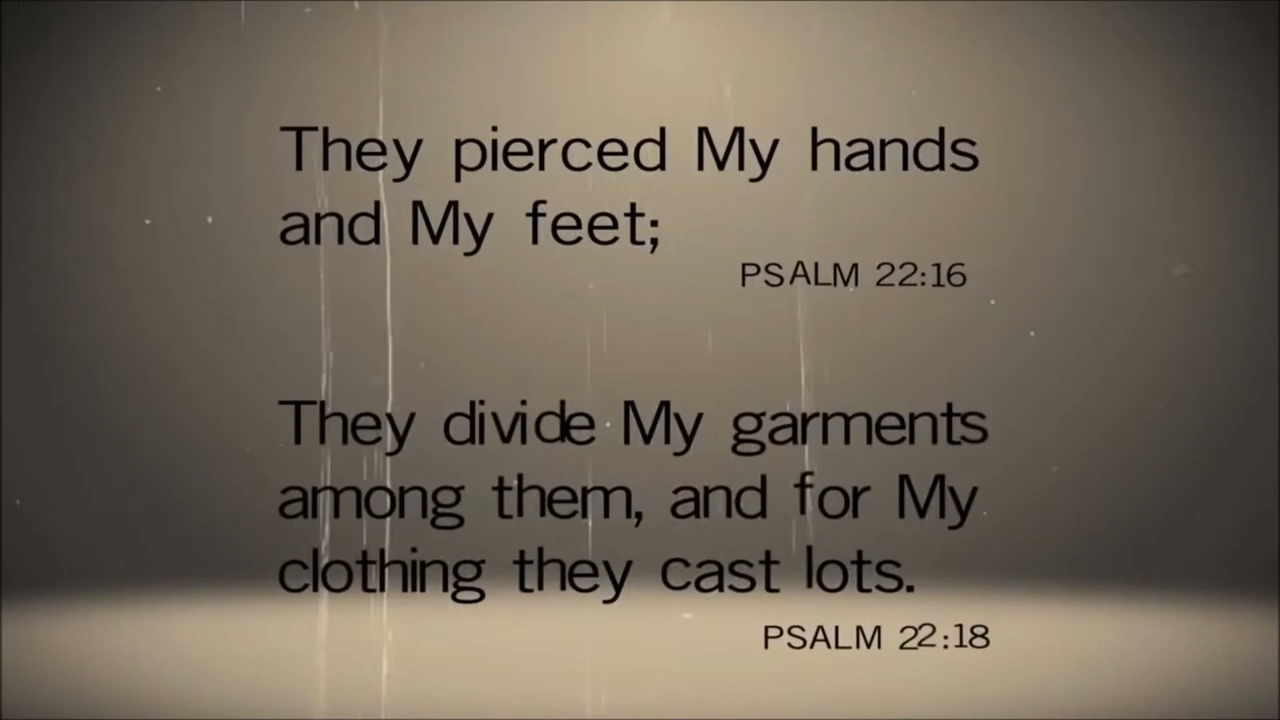 They pierced My hands
and My feet;
PSALM 22:16
They divide My garments
among them, and for My
clothing they cast lots.
PSALM 22:18